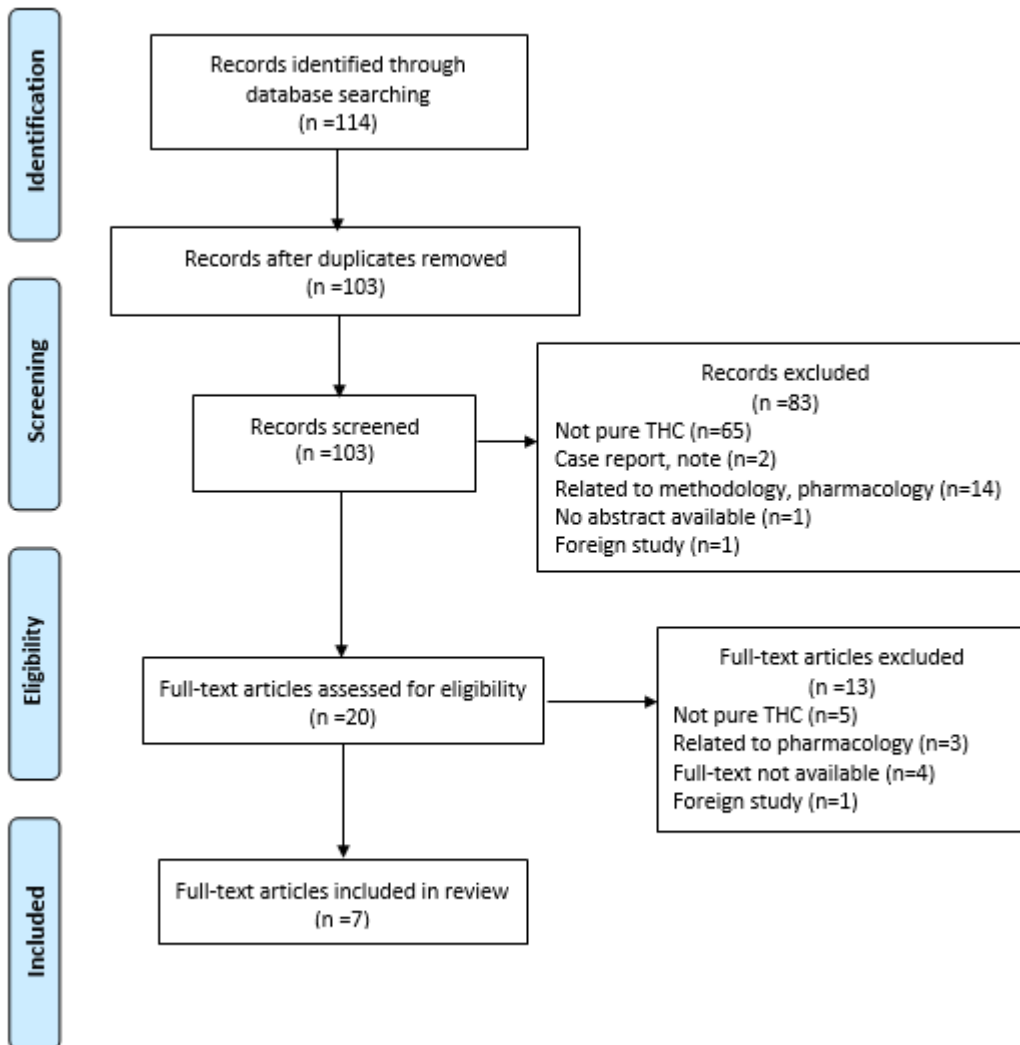 Identification
Records identified through
database searching
(n =114)
Records after duplicates removed
(n =103)
Screening
Records screened
(n =103)
Records excluded
(n =83)
Not pure THC (n=65)
Case report, note (n=2)
Related to methodology, pharmacology (n=14)
No abstract available (n=1)
Foreign study (n=1)
Eligibility
Full-text articles assessed for eligibility
(n =20)
Full-text articles excluded
(n =13)
Not pure THC (n=5)
Related to pharmacology (n=3)
Full-text not available (n=4)
Foreign study (n=1)
Included
Full-text articles included in review
(n =7)